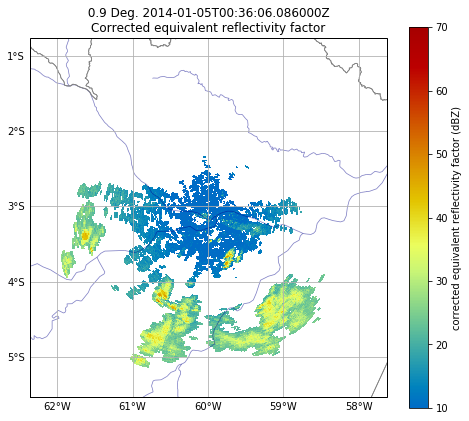 0.9 Deg. 2014-01-05T00:36:06.086000Z
Corrected equivalent reflectivity factor
1°S
2°S
3°S
4°S
5°S
62°W
61°W
60°W
59°W
58°W
70
60
50
40
30
20
10
corrected equivalent reflectivity factor (dBZ)